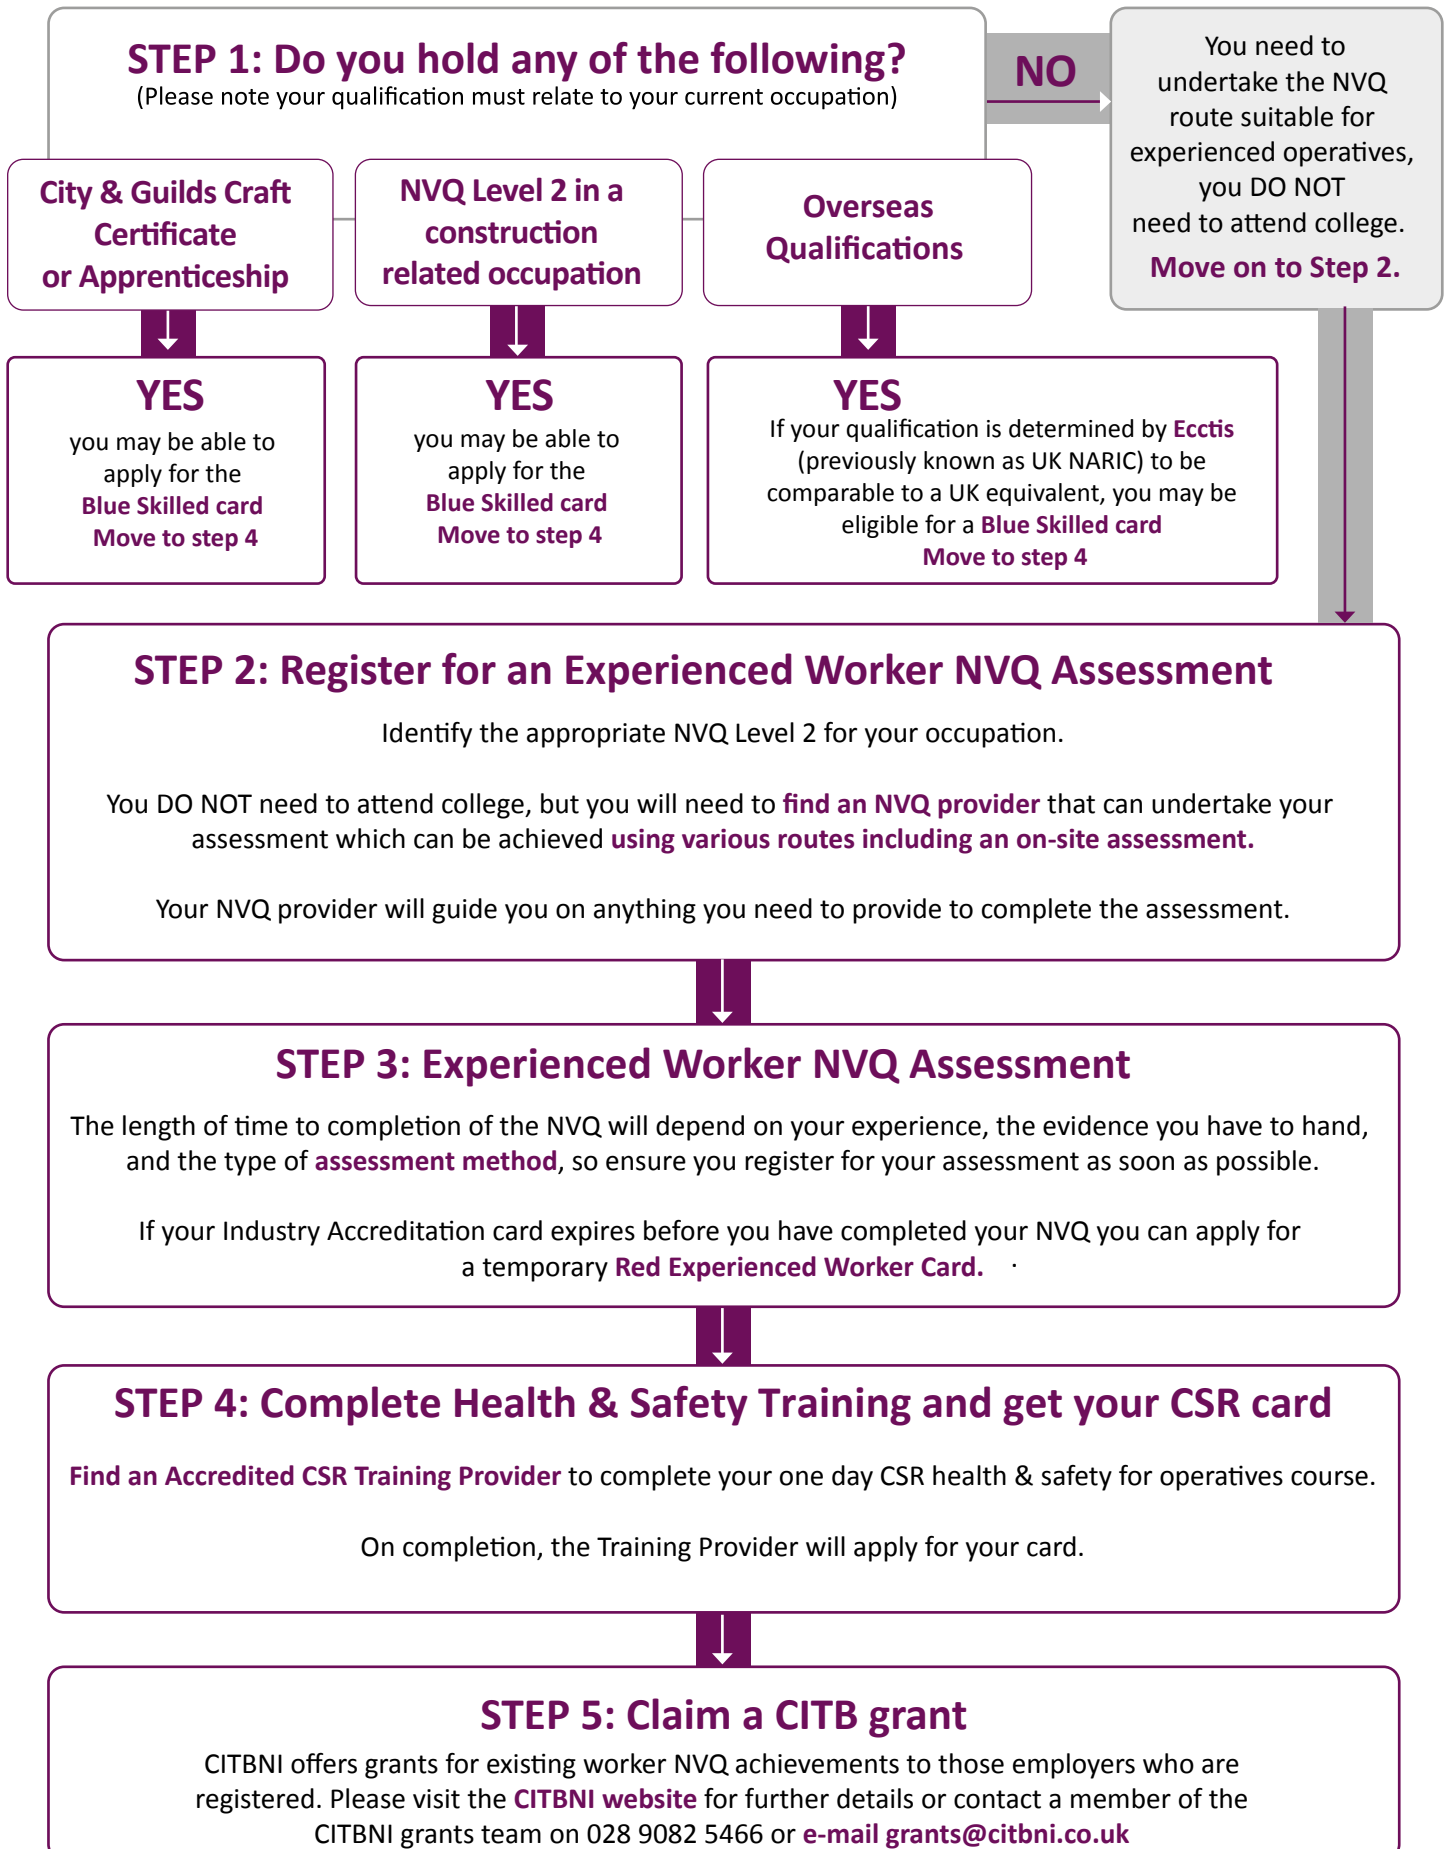 STEP 1: Do you hold any of the following?
(Please note your qualification must relate to your current occupation)
NO
You need to
undertake the NVQ
route suitable for
experienced operatives,
you DO NOT
need to attend college.
Move on to Step 2.
City & Guilds Craft
Certificate
or Apprenticeship
NVQ Level 2 in a
construction
related occupation
Overseas
Qualifications
YES
you may be able to
apply for the
Blue Skilled card
Move to step 4
YES
you may be able to
apply for the
Blue Skilled card
Move to step 4
YES
If your qualification is determined by Ecctis
(previously known as UK NARIC) to be
comparable to a UK equivalent, you may be
eligible for a Blue Skilled card
Move to step 4
STEP 2: Register for an Experienced Worker NVQ Assessment
Identify the appropriate NVQ Level 2 for your occupation.
You DO NOT need to attend college, but you will need to find an NVQ provider that can undertake your
assessment which can be achieved using various routes including an on-site assessment.
Your NVQ provider will guide you on anything you need to provide to complete the assessment.
STEP 3: Experienced Worker NVQ Assessment
The length of time to completion of the NVQ will depend on your experience, the evidence you have to hand,
and the type of assessment method, so ensure you register for your assessment as soon as possible.
If your Industry Accreditation card expires before you have completed your NVQ you can apply for
a temporary Red Experienced Worker Card. .
STEP 4: Complete Health & Safety Training and get your CSR card
Find an Accredited CSR Training Provider to complete your one day CSR health & safety for operatives course.
On completion, the Training Provider will apply for your card.
STEP 5: Claim a CITB grant
CITBNI offers grants for existing worker NVQ achievements to those employers who are
registered. Please visit the CITBNI website for further details or contact a member of the
CITBNI grants team on 028 9082 5466 or e-mail grants@citbni.co.uk